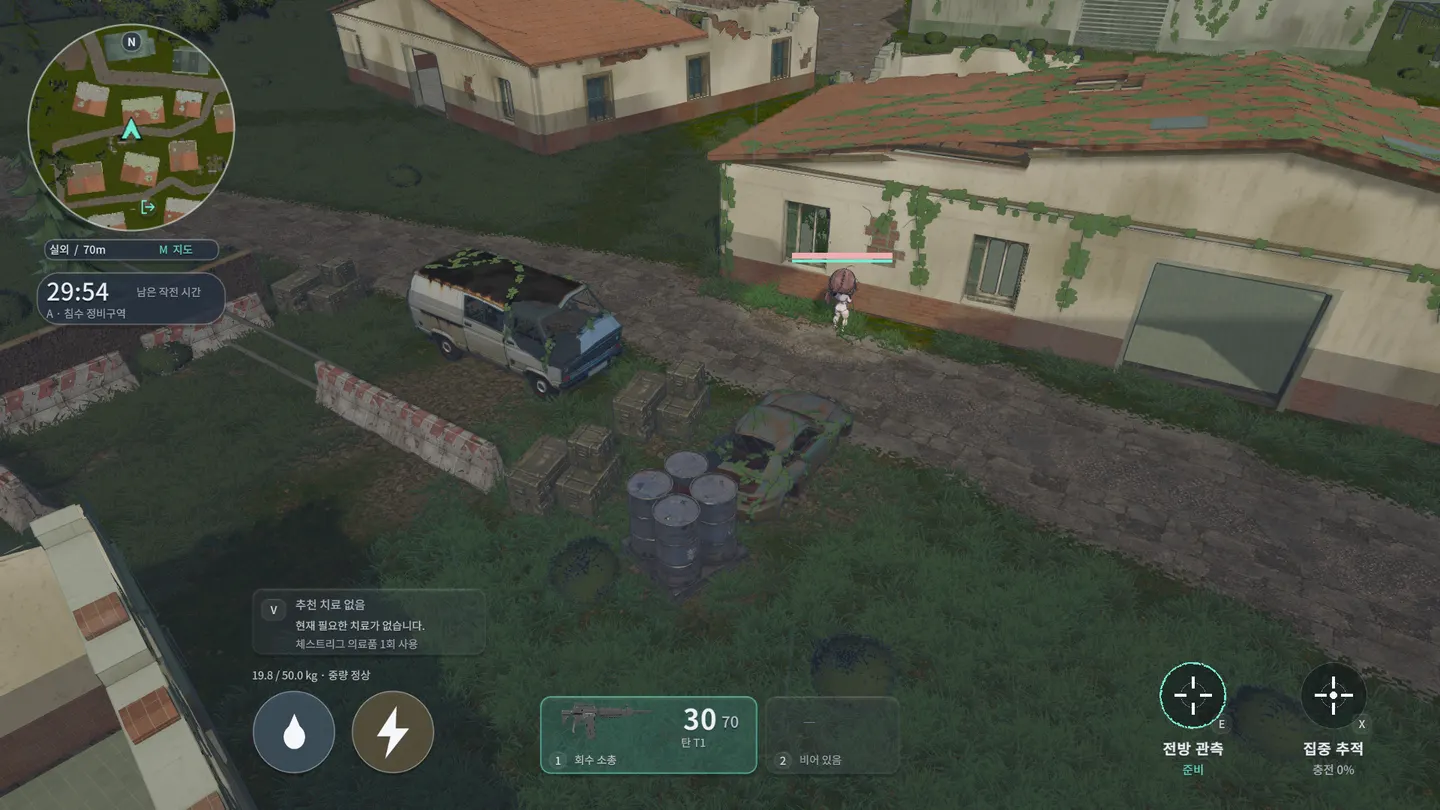 N
실외 / 70m
M 지도
29:54
남은 작전 시간
A · 침수 정비구역
V
추천 치료 없음
현재 필요한 치료가 없습니다.
체스트리그 의료품 1회 사용
19.8 / 50.0 kg · 중량 정상
30 70
탄 T1
1 회수 소총
—
2 비어 있음
E
전방 관측
준비
X
집중 추적
충전 0%